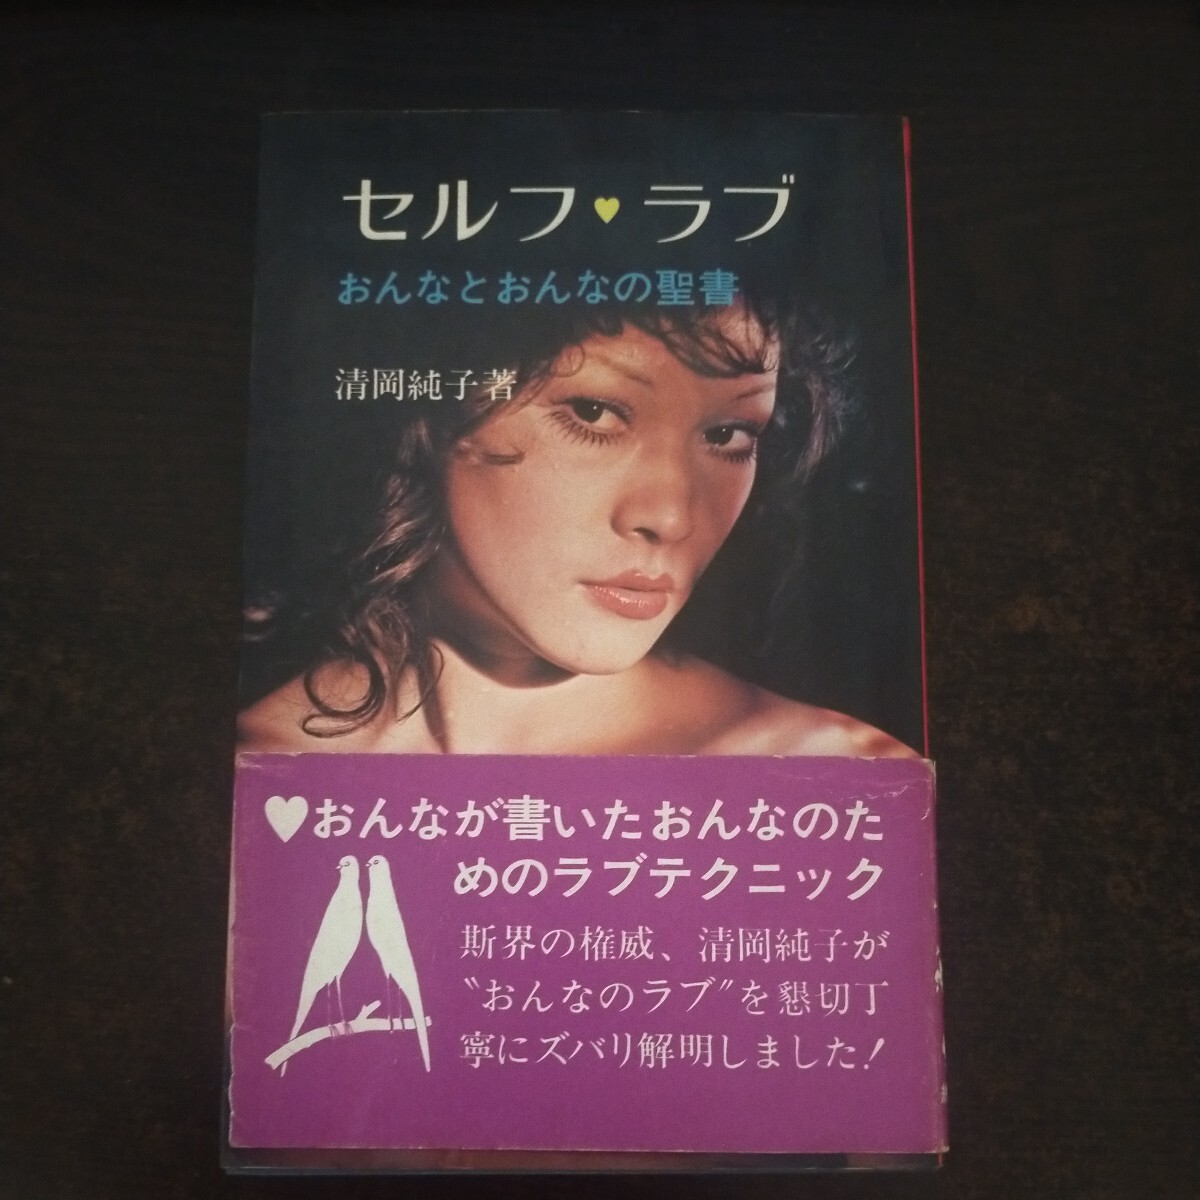 セルフ♥ラブ
おんなとおんなの聖書
清岡純子著
♥おんなが書いたおんなのた
めのラブテクニック
斯界の権威、清岡純子が
〝おんなのラブ〟を懇切丁
寧にズバリ解明しました!